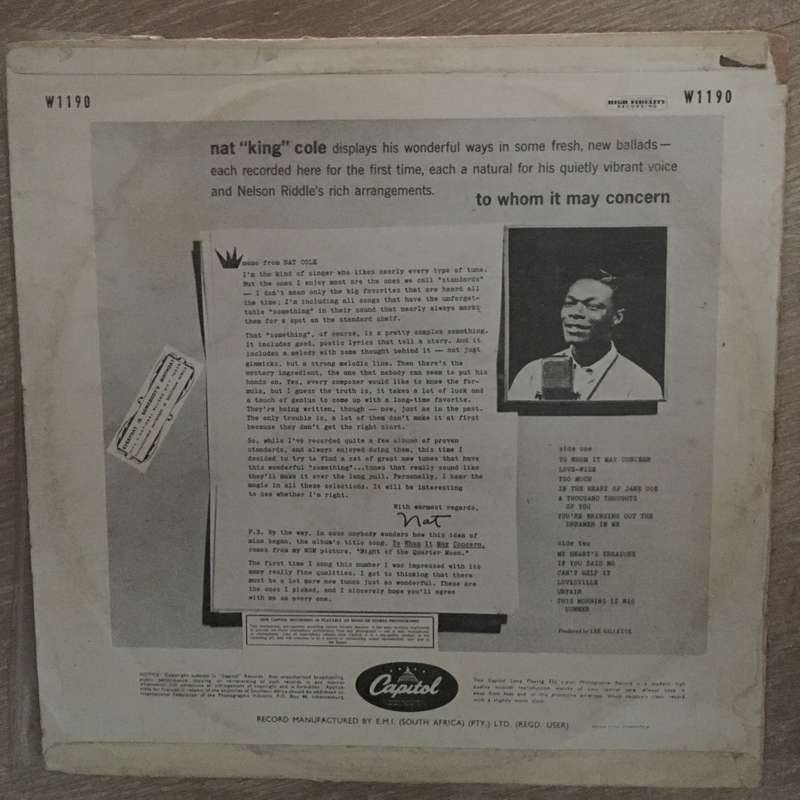 W1190
HIGH FIDELITY
RECORDING
W1190
nat "king" cole displays his wonderful ways in some fresh, new ballads—
each recorded here for the first time, each a natural for his quietly vibrant voice
and Nelson Riddle's rich arrangements.
to whom it may concern
memo from NAT COLE
I'm the kind of singer who likes nearly every type of tune.
But the ones I enjoy most are the ones we call "standards"
— I don't mean only the big favorites that are heard all
the time; I'm including all songs that have the unforget-
table "something" in their sound that nearly always marks
them for a spot on the standard shelf.
That "something", of course, is a pretty complex something.
It includes good, poetic lyrics that tell a story. And it
includes a melody with some thought behind it — not just
gimmicks, but a strong melodic line. Then there's the
mystery ingredient, the one that nobody can seem to put his
hands on. Yes, every composer would like to know the for-
mula, but I guess the truth is, it takes a lot of luck and
a touch of genius to come up with a long-time favorite.
They're being written, though — now, just as in the past.
The only trouble is, a lot of them don't make it at first
because they don't get the right start.
So, while I've recorded quite a few albums of proven
standards, and always enjoyed doing them, this time I
decided to try to find a set of great new tunes that have
this wonderful "something"...tunes that really sound like
they'll make it over the long pull. Personally, I hear the
magic in all these selections. It will be interesting
to see whether I'm right.
With warmest regards,
Nat
P.S. By the way, in case anybody wonders how this idea of
mine began, the album's title song, To Whom It May Concern,
comes from my MGM picture, "Night of the Quarter Moon."
The first time I sang this number I was impressed with its
many really fine qualities. I got to thinking that there
must be a lot more new tunes just so wonderful. These are
the ones I picked, and I sincerely hope you'll agree
with me on every one.
side one
TO WHOM IT MAY CONCERN
LOVE-WISE
TOO MUCH
IN THE HEART OF JANE DOE
A THOUSAND THOUGHTS
OF YOU
YOU'RE BRINGING OUT THE
DREAMER IN ME
side two
MY HEART'S TREASURE
IF YOU SAID NO
CAN'T HELP IT
LOVESVILLE
UNFAIR
THIS MORNING IT WAS
SUMMER
Produced by LEE GILLETTE
Capitol
RECORD MANUFACTURED BY E.M.I. (SOUTH AFRICA) (PTY.) LTD. (REGD. USER)